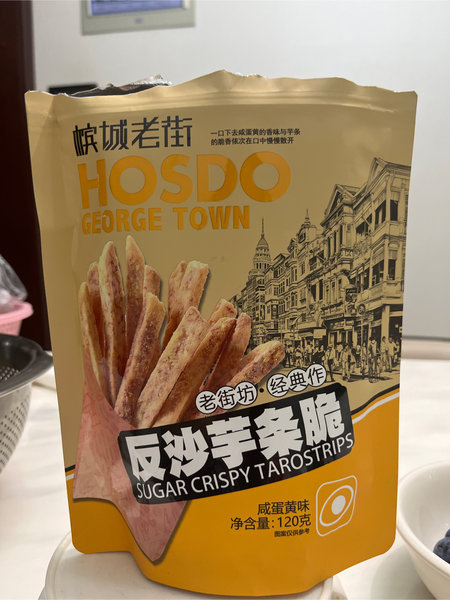 槟城老街
一口下去咸蛋黄的香味与芋条
的脆香依次在口中慢慢散开
HOSDO
GEORGE TOWN
老街坊·经典作
反沙芋条脆
SUGAR CRISPY TAROSTRIPS
咸蛋黄味
净含量:120克
图案仅供参考